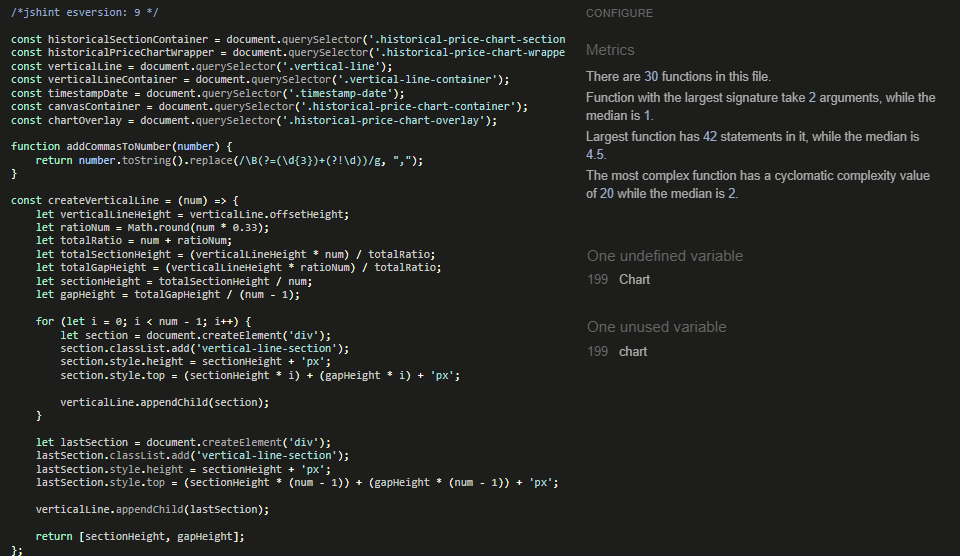 /*jshint esversion: 9 */
const historicalSectionContainer = document.querySelector('.historical-price-chart-section
const historicalPriceChartWrapper = document.querySelector('.historical-price-chart-wrappe
const verticalLine = document.querySelector('.vertical-line');
const verticalLineContainer = document.querySelector('.vertical-line-container');
const timestampDate = document.querySelector('.timestamp-date');
const canvasContainer = document.querySelector('.historical-price-chart-container');
const chartOverlay = document.querySelector('.historical-price-chart-overlay');
function addCommasToNumber(number) {
    return number.toString().replace(/\B(?=(\d{3})+(?!\d))/g, ",");
}
const createVerticalLine = (num) => {
    let verticalLineHeight = verticalLine.offsetHeight;
    let ratioNum = Math.round(num * 0.33);
    let totalRatio = num + ratioNum;
    let totalSectionHeight = (verticalLineHeight * num) / totalRatio;
    let totalGapHeight = (verticalLineHeight * ratioNum) / totalRatio;
    let sectionHeight = totalSectionHeight / num;
    let gapHeight = totalGapHeight / (num - 1);
    for (let i = 0; i < num - 1; i++) {
        let section = document.createElement('div');
        section.classList.add('vertical-line-section');
        section.style.height = sectionHeight + 'px';
        section.style.top = (sectionHeight * i) + (gapHeight * i) + 'px';
        verticalLine.appendChild(section);
    }
    let lastSection = document.createElement('div');
    lastSection.classList.add('vertical-line-section');
    lastSection.style.height = sectionHeight + 'px';
    lastSection.style.top = (sectionHeight * (num - 1)) + (gapHeight * (num - 1)) + 'px';
    verticalLine.appendChild(lastSection);
    return [sectionHeight, gapHeight];
};
CONFIGURE
Metrics
There are 30 functions in this file.
Function with the largest signature take 2 arguments, while the
median is 1.
Largest function has 42 statements in it, while the median is
4.5.
The most complex function has a cyclomatic complexity value
of 20 while the median is 2.
One undefined variable
199 Chart
One unused variable
199 chart